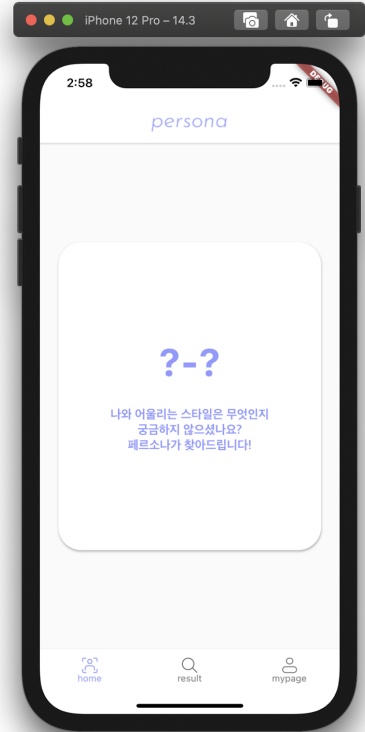 iPhone 12 Pro – 14.3
2:58
DEBUG
persona
?-?
나와 어울리는 스타일은 무엇인지
궁금하지 않으셨나요?
페르소나가 찾아드립니다!
home
result
mypage